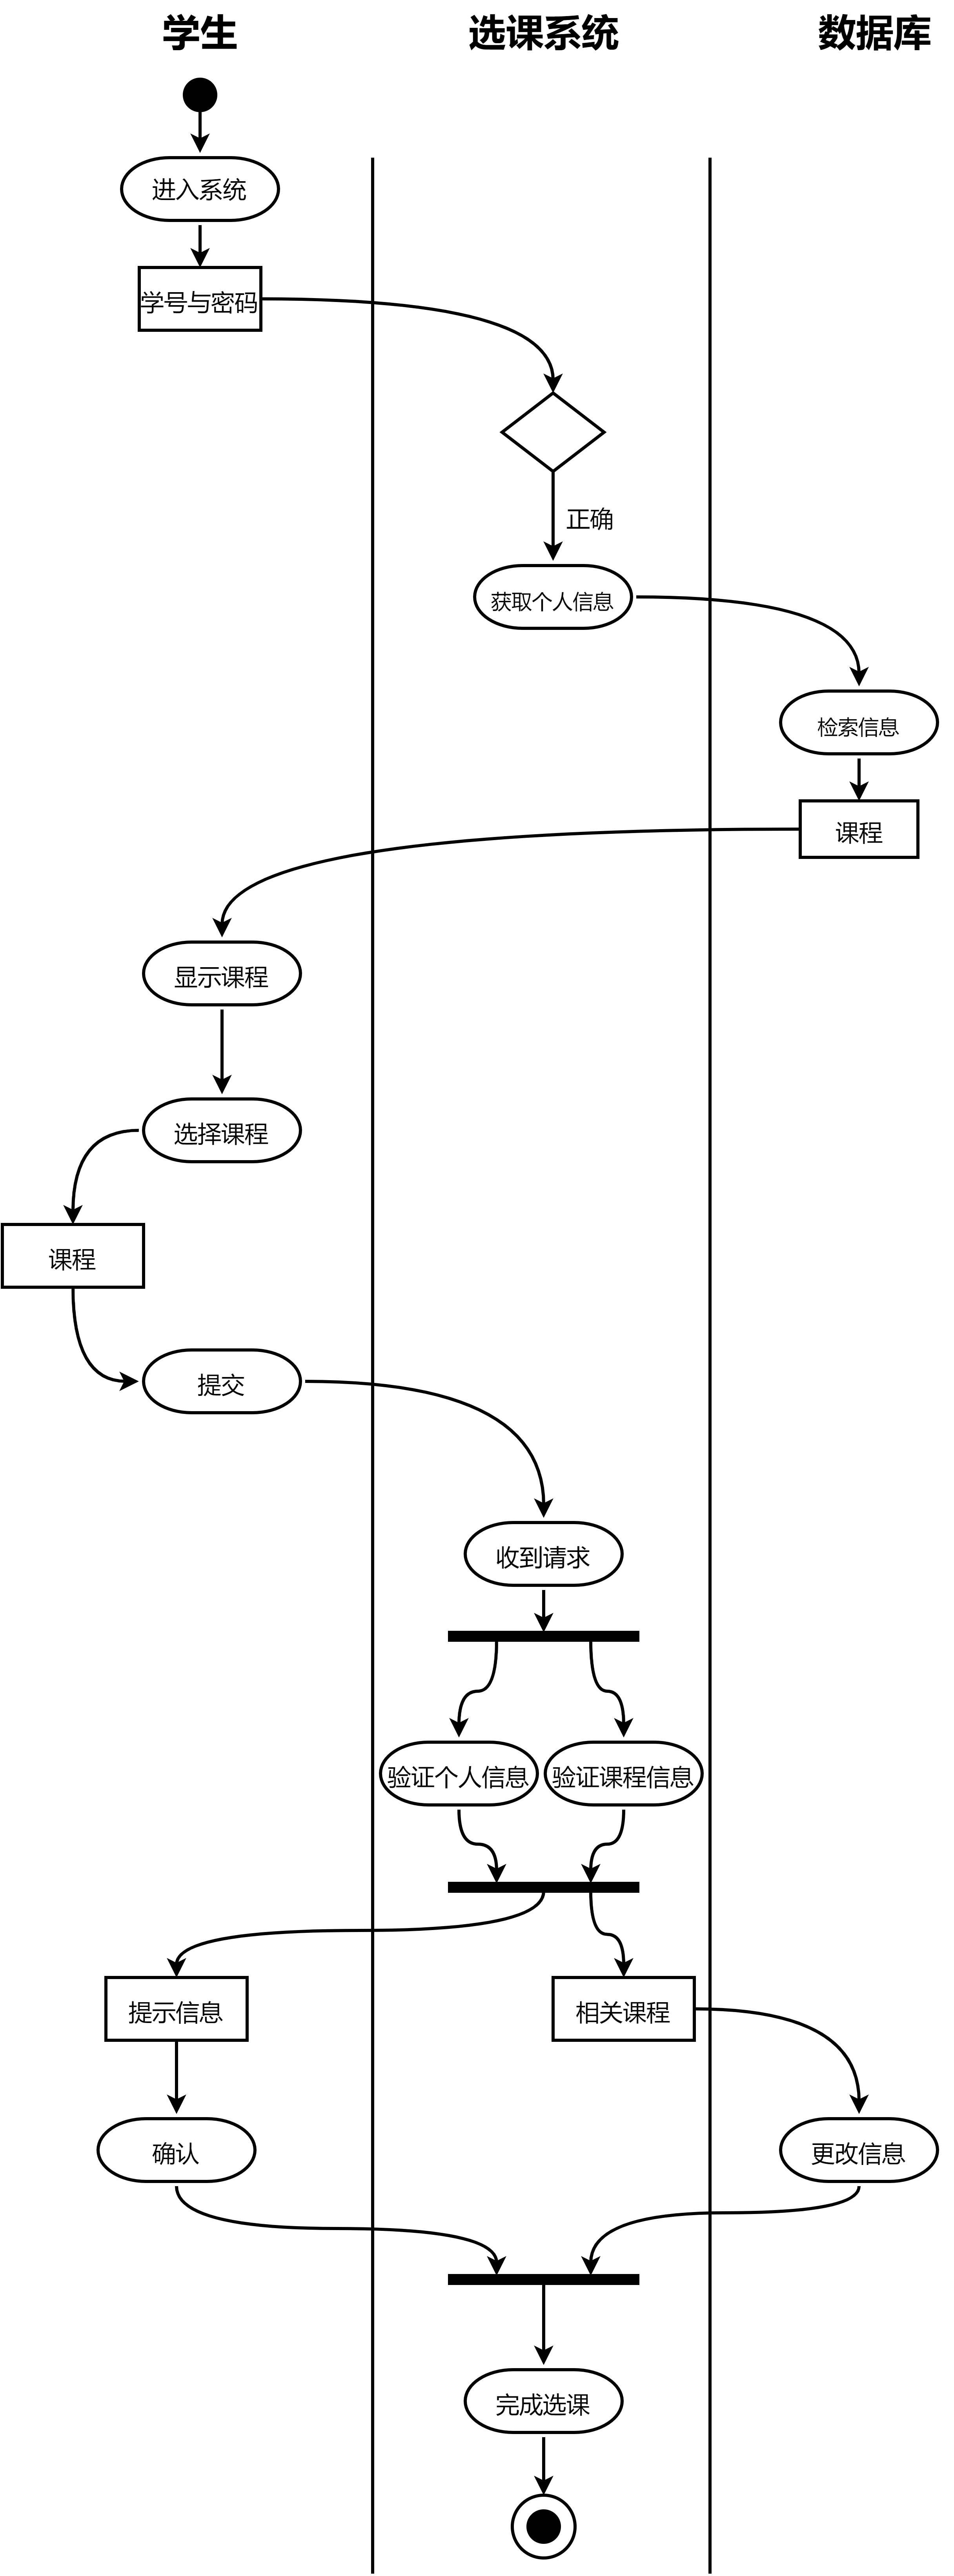 学生
选课系统
数据库
进入系统
学号与密码
正确
获取个人信息
检索信息
课程
显示课程
选择课程
课程
提交
收到请求
验证个人信息
验证课程信息
提示信息
相关课程
确认
更改信息
完成选课